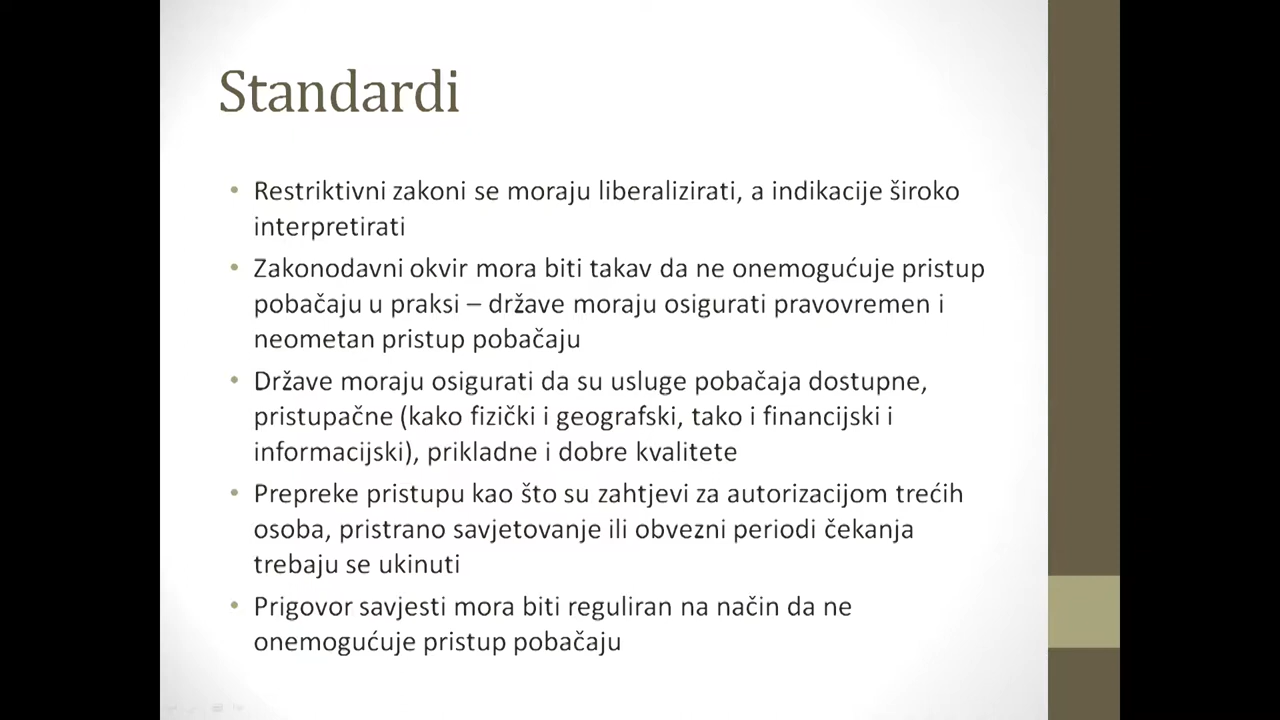 Standardi
• Restriktivni zakoni se moraju liberalizirati, a indikacije široko
interpretirati
• Zakonodavni okvir mora biti takav da ne onemogućuje pristup
pobačaju u praksi – države moraju osigurati pravovremen i
neometan pristup pobačaju
• Države moraju osigurati da su usluge pobačaja dostupne,
pristupačne (kako fizički i geografski, tako i financijski i
informacijski), prikladne i dobre kvalitete
• Prepreke pristupu kao što su zahtjevi za autorizacijom trećih
osoba, pristrano savjetovanje ili obvezni periodi čekanja
trebaju se ukinuti
• Prigovor savjesti mora biti reguliran na način da ne
onemogućuje pristup pobačaju